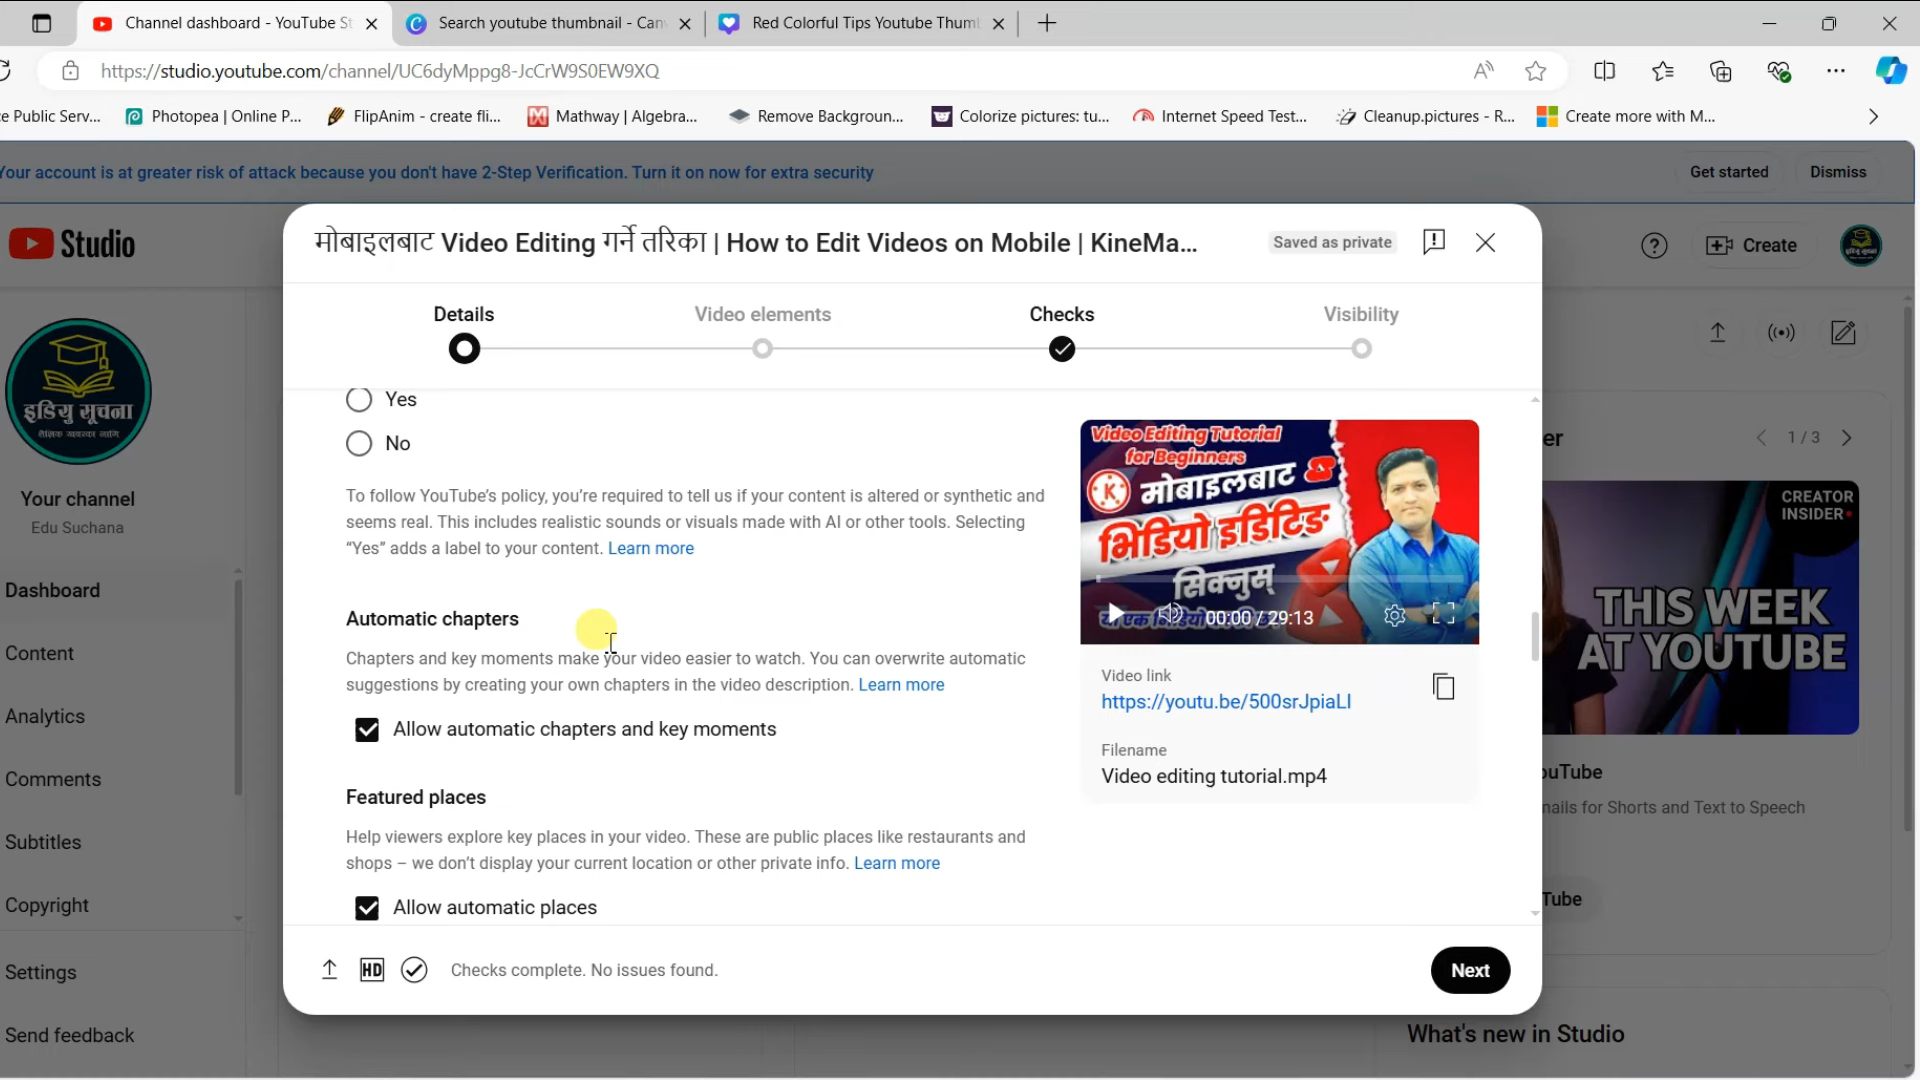 Channel dashboard - YouTube St
Search youtube thumbnail - Can
Red Colorful Tips Youtube Thum
https://studio.youtube.com/channel/UC6dyMppg8-JcCrW9S0EW9XQ
e Public Serv...
Photopea | Online P...
FlipAnim - create fli...
Mathway | Algebra...
Remove Backgroun...
Colorize pictures: tu...
Internet Speed Test...
Cleanup.pictures - R...
Create more with M...
Your account is at greater risk of attack because you don't have 2-Step Verification. Turn it on now for extra security
Get started
Dismiss
Studio
मोबाइलबाट Video Editing गर्ने तरिका | How to Edit Videos on Mobile | KineMa...
Saved as private
Create
Details
Video elements
Checks
Visibility
इडियु सूचना
Your channel
Edu Suchana
Dashboard
Content
Analytics
Comments
Subtitles
Copyright
Settings
Send feedback
Yes
No
To follow YouTube's policy, you're required to tell us if your content is altered or synthetic and
seems real. This includes realistic sounds or visuals made with AI or other tools. Selecting
“Yes” adds a label to your content. Learn more
Automatic chapters
Chapters and key moments make your video easier to watch. You can overwrite automatic
suggestions by creating your own chapters in the video description. Learn more
Allow automatic chapters and key moments
Featured places
Help viewers explore key places in your video. These are public places like restaurants and
shops – we don't display your current location or other private info. Learn more
Allow automatic places
Video Editing Tutorial
for Beginners
K मोबाइलबाट
भिडियो इडिटिङ
सिक्नुस्
00:00 / 29:13
Video link
https://youtu.be/500srJpiaLI
Filename
Video editing tutorial.mp4
Checks complete. No issues found.
HD
Next
er
1 / 3
CREATOR
INSIDER
THIS WEEK
AT YOUTUBE
ouTube
nails for Shorts and Text to Speech
Tube
What's new in Studio